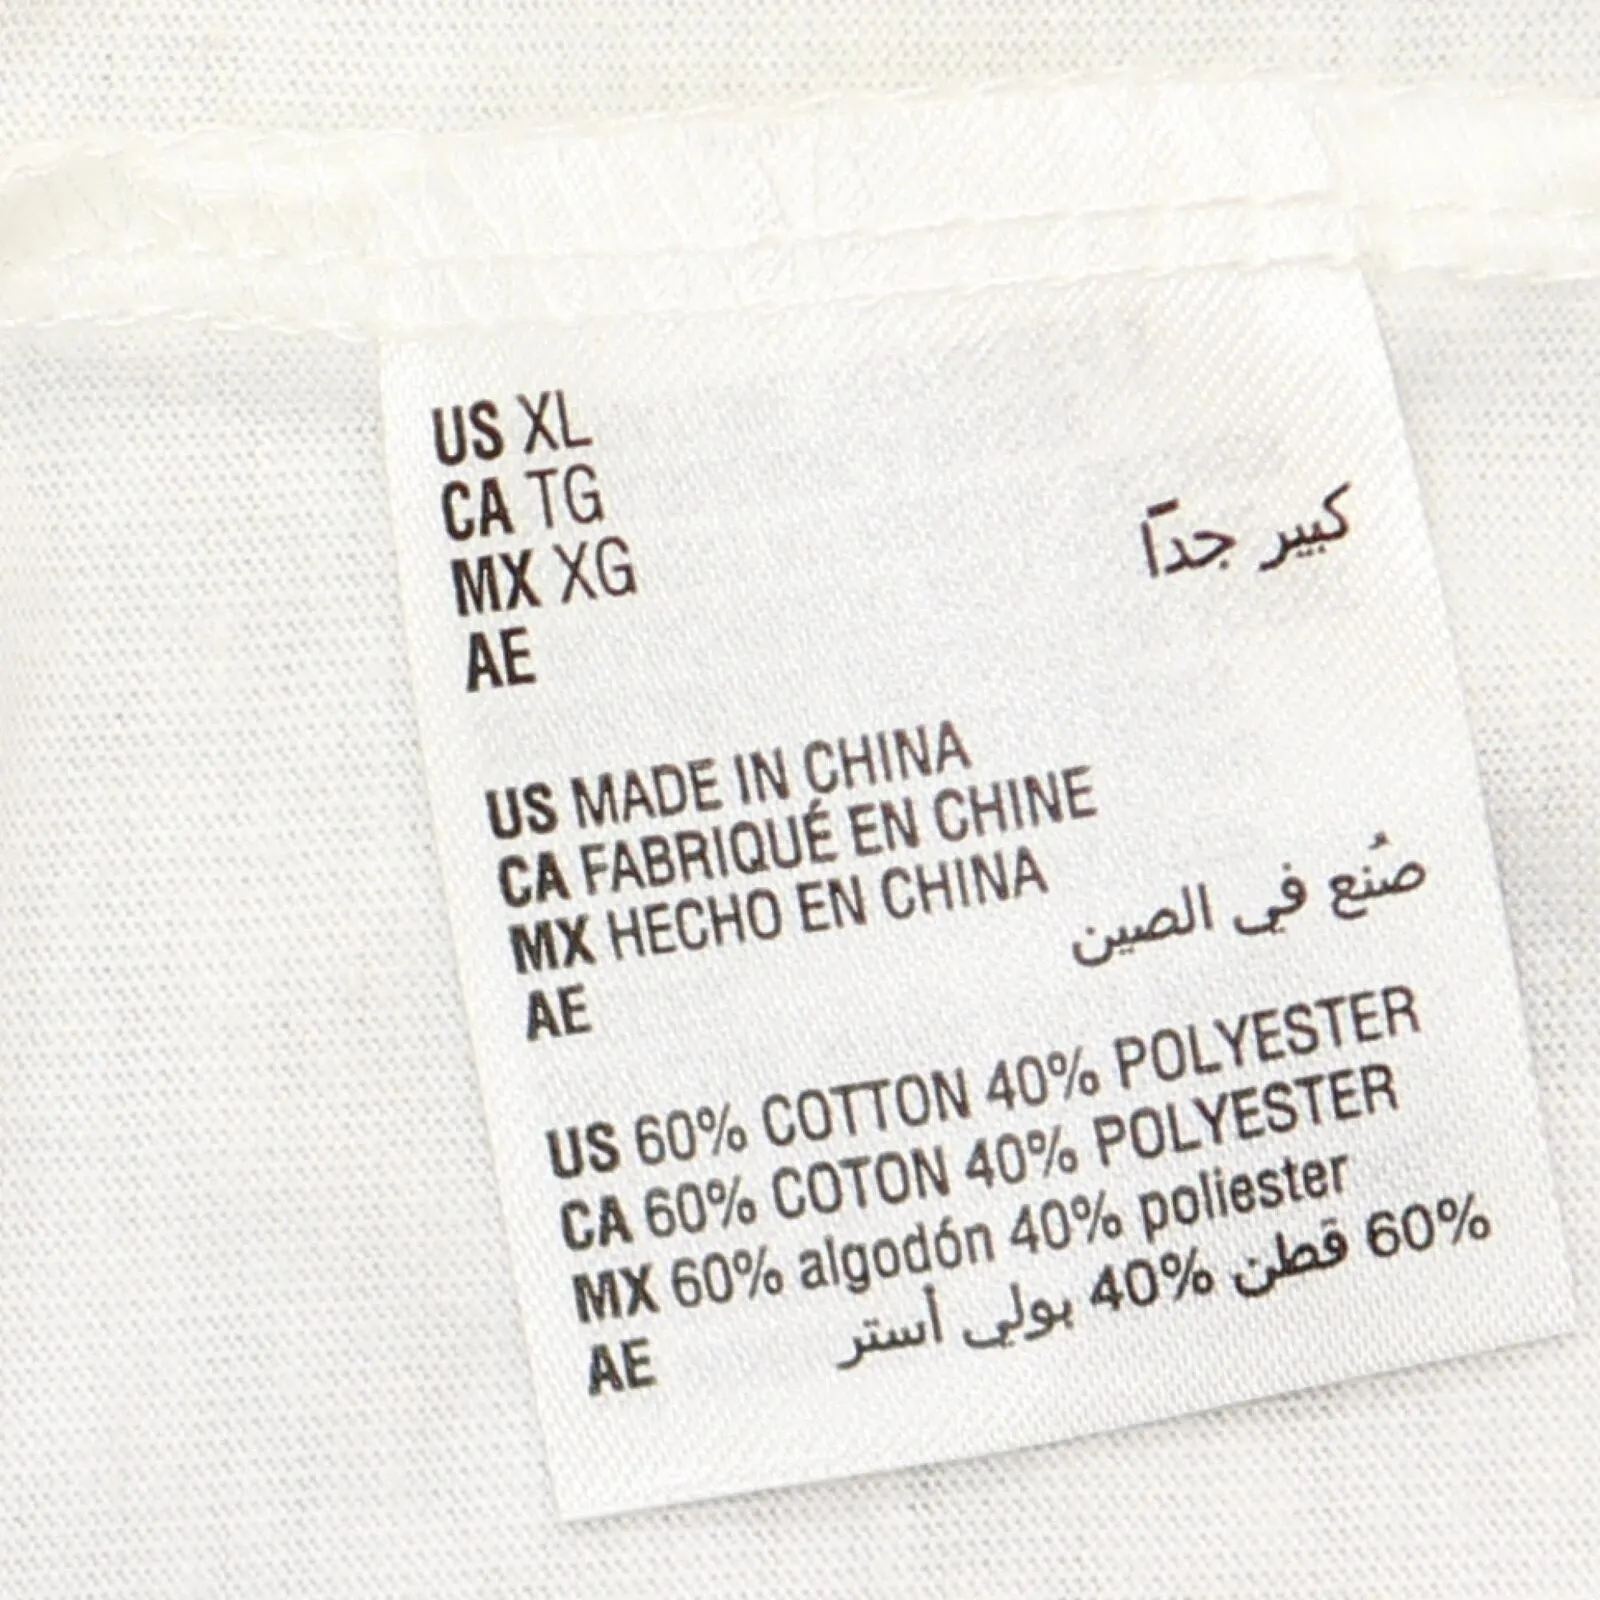 US XL
CA TG
MX XG
AE كبير جدآً
US MADE IN CHINA
CA FABRIQUÉ EN CHINE
MX HECHO EN CHINA
AE صُنع في الصين
US 60% COTTON 40% POLYESTER
CA 60% COTON 40% POLYESTER
MX 60% algodón 40% poliester
AE 60% قطن 40% بولي أستر